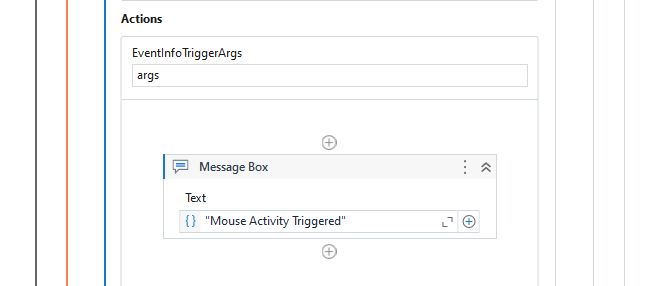 Actions
EventInfoTriggerArgs
args
Message Box
Text
{ } "Mouse Activity Triggered"